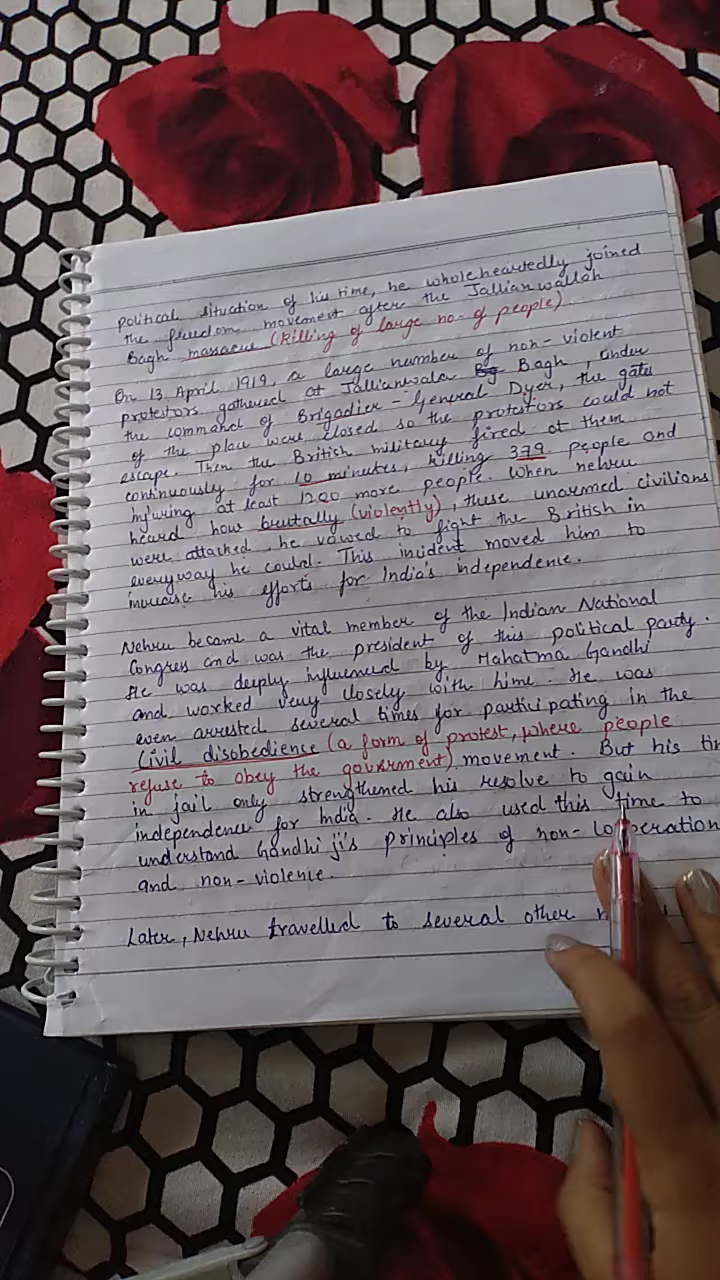 political situation of his time, he wholeheartedly joined
the freedom movement after the Jallianwallah
Bagh massacre (killing of large no. of people)
On 13 April 1919, a large number of non-violent
protestors gathered at Jallianwala Bagh. Under
the command of Brigadier-General Dyer, the gates
of the place were closed so the protestors could not
escape. Then the British military fired at them
continuously for 10 minutes, killing 379 people and
injuring at least 1200 more people. When nehru
heard how brutally (violently), these unarmed civilions
were attacked, he vowed to fight the British in
everyway he could. This incident moved him to
increase his efforts for India's independence.
Nehru became a vital member of the Indian National
Congress and was the president of this political party.
He was deeply influenced by Mahatma Gandhi
and worked very closely with hime. He was
even arrested several times for participating in the
Civil disobedience (a form of protest, where people
refuse to obey the government) movement. But his
in jail only strengthened his resolve to gain
independence for India. He also used this time to
understand Gandhi ji's principles of non-
and non-violence.
Later, Nehru travelled to several other